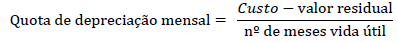 Quota de depreciação mensal = Custo − valor residual
nº de meses vida útil